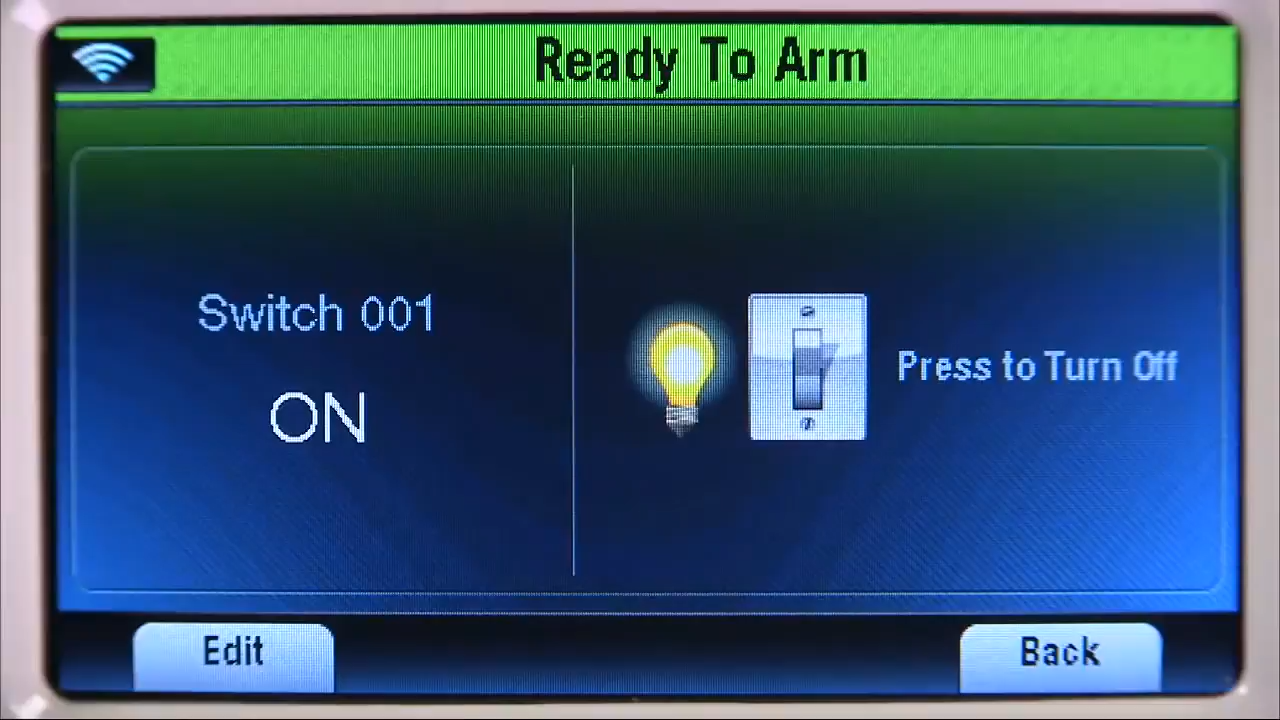 Ready To Arm
Switch 001
ON
Press to Turn Off
Edit
Back